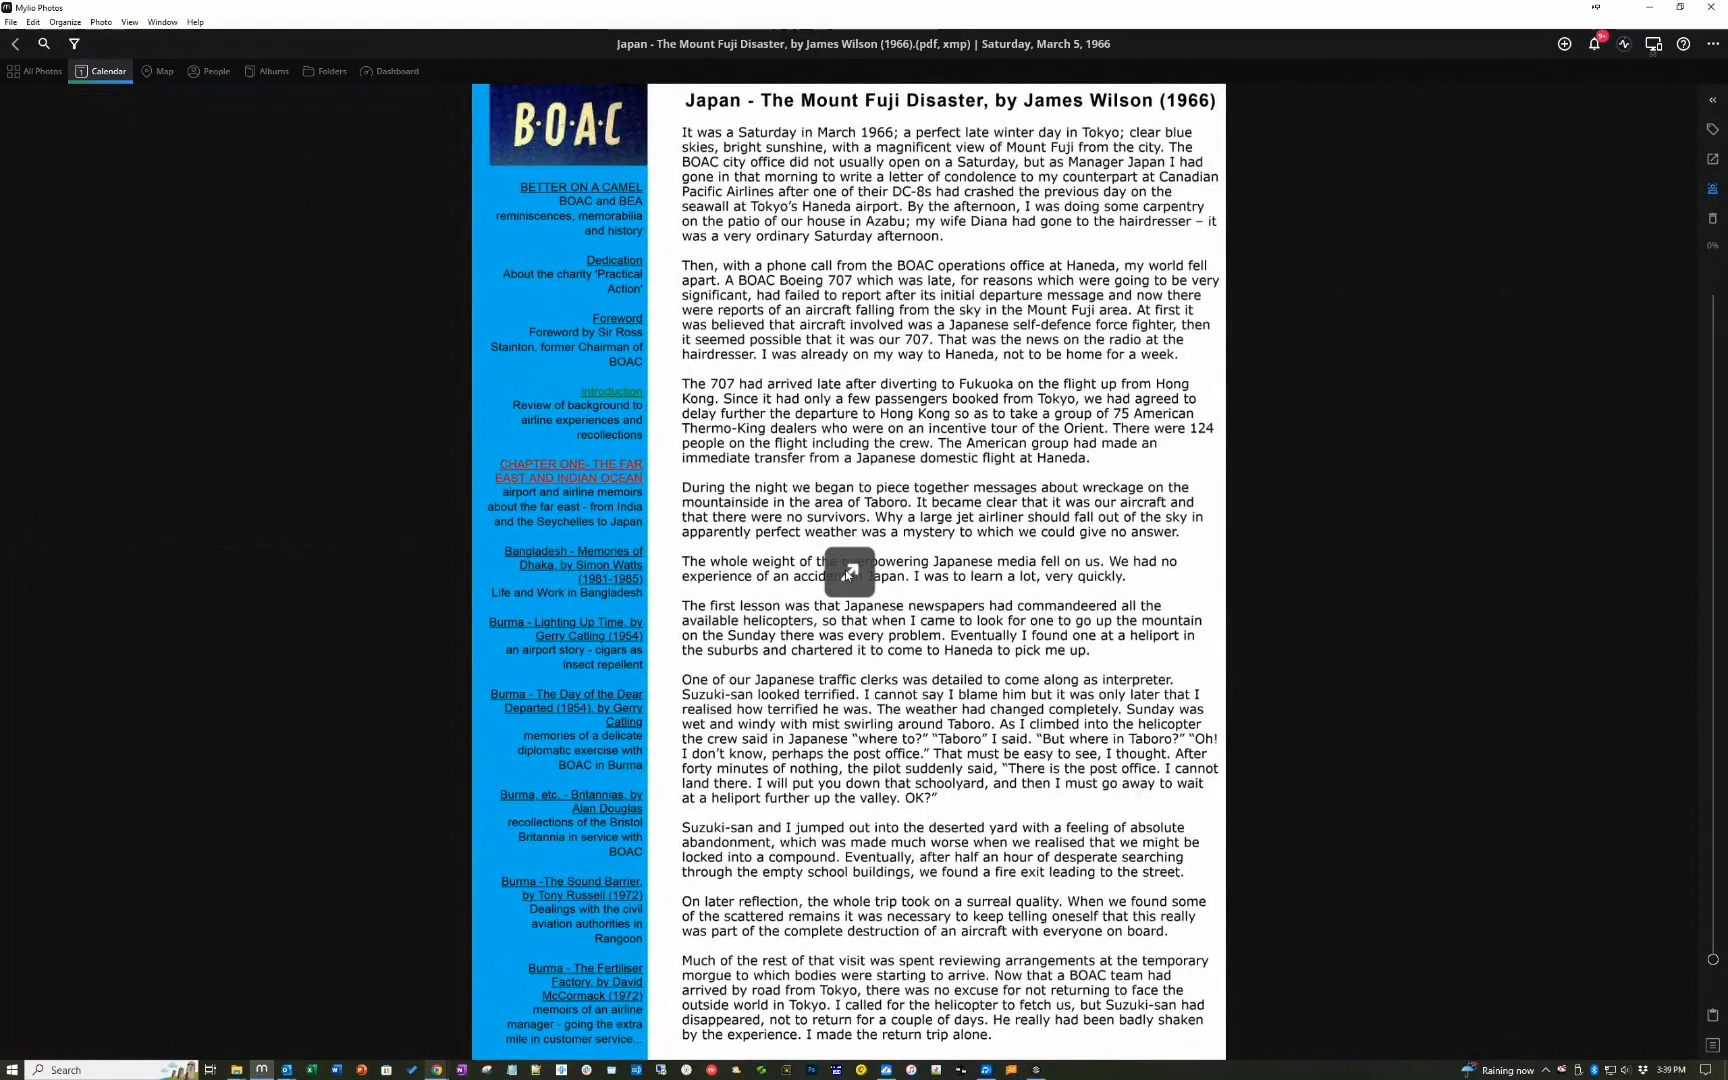 Mylio Photos
File Edit Organize Photo View Window Help
Japan - The Mount Fuji Disaster, by James Wilson (1966).(pdf, xmp) | Saturday, March 5, 1966
9+
All Photos Calendar Map People Albums Folders Dashboard
0%
B·O·A·C
BETTER ON A CAMEL
BOAC and BEA
reminiscences, memorabilia
and history
Dedication
About the charity 'Practical
Action'
Foreword
Foreword by Sir Ross
Stainton, former Chairman of
BOAC
Introduction
Review of background to
airline experiences and
recollections
CHAPTER ONE- THE FAR
EAST AND INDIAN OCEAN
airport and airline memoirs
about the far east - from India
and the Seychelles to Japan
Bangladesh - Memories of
Dhaka, by Simon Watts
(1981-1985)
Life and Work in Bangladesh
Burma - Lighting Up Time, by
Gerry Catling (1954)
an airport story - cigars as
insect repellent
Burma - The Day of the Dear
Departed (1954), by Gerry
Catling
memories of a delicate
diplomatic exercise with
BOAC in Burma
Burma, etc. - Britannias, by
Alan Douglas
recollections of the Bristol
Britannia in service with
BOAC
Burma -The Sound Barrier,
by Tony Russell (1972)
Dealings with the civil
aviation authorities in
Rangoon
Burma - The Fertiliser
Factory, by David
McCormack (1972)
memoirs of an airline
manager - going the extra
mile in customer service...
Japan - The Mount Fuji Disaster, by James Wilson (1966)
It was a Saturday in March 1966; a perfect late winter day in Tokyo; clear blue
skies, bright sunshine, with a magnificent view of Mount Fuji from the city. The
BOAC city office did not usually open on a Saturday, but as Manager Japan I had
gone in that morning to write a letter of condolence to my counterpart at Canadian
Pacific Airlines after one of their DC-8s had crashed the previous day on the
seawall at Tokyo's Haneda airport. By the afternoon, I was doing some carpentry
on the patio of our house in Azabu; my wife Diana had gone to the hairdresser – it
was a very ordinary Saturday afternoon.
Then, with a phone call from the BOAC operations office at Haneda, my world fell
apart. A BOAC Boeing 707 which was late, for reasons which were going to be very
significant, had failed to report after its initial departure message and now there
were reports of an aircraft falling from the sky in the Mount Fuji area. At first it
was believed that aircraft involved was a Japanese self-defence force fighter, then
it seemed possible that it was our 707. That was the news on the radio at the
hairdresser. I was already on my way to Haneda, not to be home for a week.
The 707 had arrived late after diverting to Fukuoka on the flight up from Hong
Kong. Since it had only a few passengers booked from Tokyo, we had agreed to
delay further the departure to Hong Kong so as to take a group of 75 American
Thermo-King dealers who were on an incentive tour of the Orient. There were 124
people on the flight including the crew. The American group had made an
immediate transfer from a Japanese domestic flight at Haneda.
During the night we began to piece together messages about wreckage on the
mountainside in the area of Taboro. It became clear that it was our aircraft and
that there were no survivors. Why a large jet airliner should fall out of the sky in
apparently perfect weather was a mystery to which we could give no answer.
The whole weight of the overpowering Japanese media fell on us. We had no
experience of an accident in Japan. I was to learn a lot, very quickly.
The first lesson was that Japanese newspapers had commandeered all the
available helicopters, so that when I came to look for one to go up the mountain
on the Sunday there was every problem. Eventually I found one at a heliport in
the suburbs and chartered it to come to Haneda to pick me up.
One of our Japanese traffic clerks was detailed to come along as interpreter.
Suzuki-san looked terrified. I cannot say I blame him but it was only later that I
realised how terrified he was. The weather had changed completely. Sunday was
wet and windy with mist swirling around Taboro. As I climbed into the helicopter
the crew said in Japanese "where to?" "Taboro" I said. "But where in Taboro?" "Oh!
I don't know, perhaps the post office." That must be easy to see, I thought. After
forty minutes of nothing, the pilot suddenly said, "There is the post office. I cannot
land there. I will put you down that schoolyard, and then I must go away to wait
at a heliport further up the valley. OK?"
Suzuki-san and I jumped out into the deserted yard with a feeling of absolute
abandonment, which was made much worse when we realised that we might be
locked into a compound. Eventually, after half an hour of desperate searching
through the empty school buildings, we found a fire exit leading to the street.
On later reflection, the whole trip took on a surreal quality. When we found some
of the scattered remains it was necessary to keep telling oneself that this really
was part of the complete destruction of an aircraft with everyone on board.
Much of the rest of that visit was spent reviewing arrangements at the temporary
morgue to which bodies were starting to arrive. Now that a BOAC team had
arrived by road from Tokyo, there was no excuse for not returning to face the
outside world in Tokyo. I called for the helicopter to fetch us, but Suzuki-san had
disappeared, not to return for a couple of days. He really had been badly shaken
by the experience. I made the return trip alone.
Search
Raining now
3:39 PM